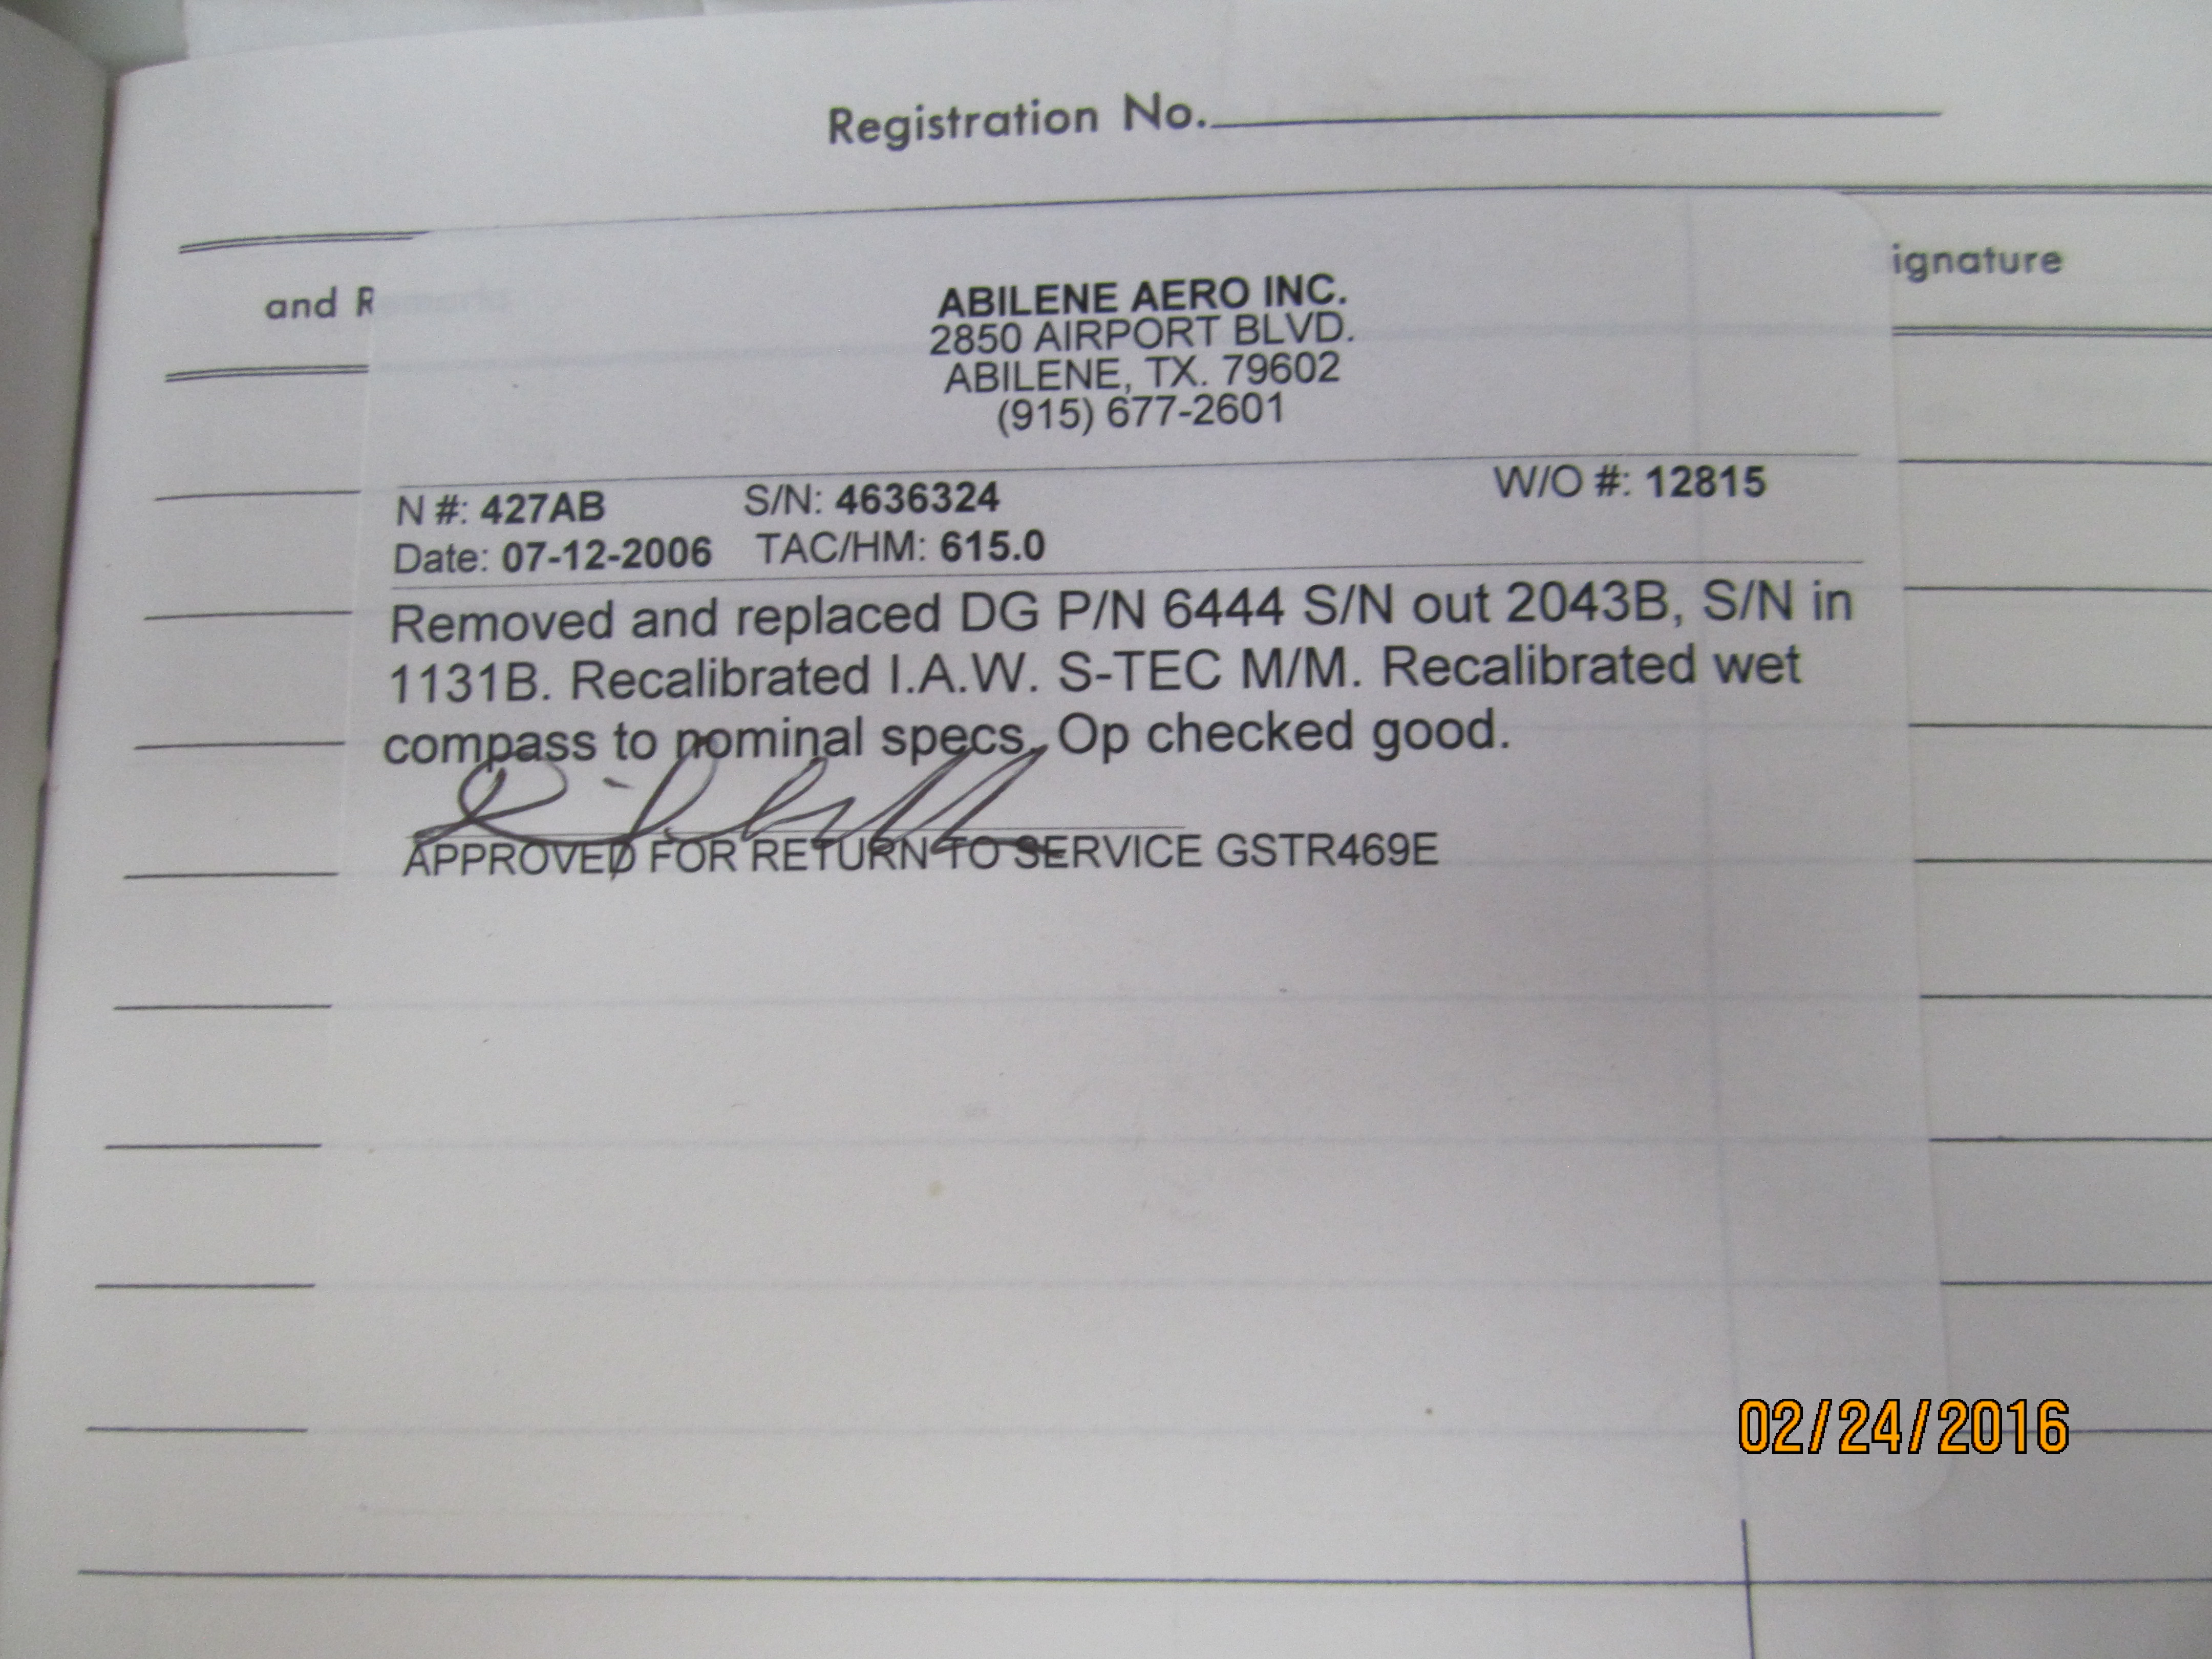 Registration No.
ignature
and R
ABILENE AERO INC.
2850 AIRPORT BLVD.
ABILENE, TX. 79602
(915) 677-2601
N #: 427AB S/N: 4636324 W/O #: 12815
Date: 07-12-2006 TAC/HM: 615.0
Removed and replaced DG P/N 6444 S/N out 2043B, S/N in
1131B. Recalibrated I.A.W. S-TEC M/M. Recalibrated wet
compass to nominal specs. Op checked good.
APPROVED FOR RETURN TO SERVICE GSTR469E
02/24/2016